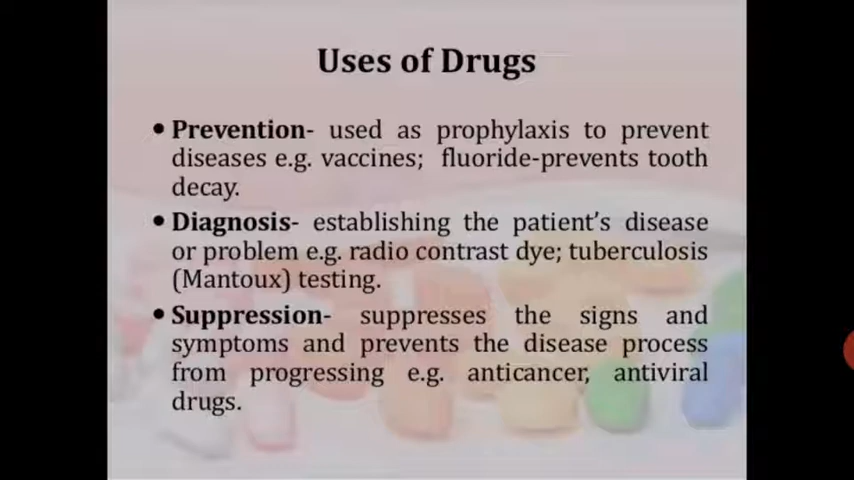 Uses of Drugs
• Prevention- used as prophylaxis to prevent
diseases e.g. vaccines; fluoride-prevents tooth
decay.
• Diagnosis- establishing the patient's disease
or problem e.g. radio contrast dye; tuberculosis
(Mantoux) testing.
• Suppression- suppresses the signs and
symptoms and prevents the disease process
from progressing e.g. anticancer, antiviral
drugs.